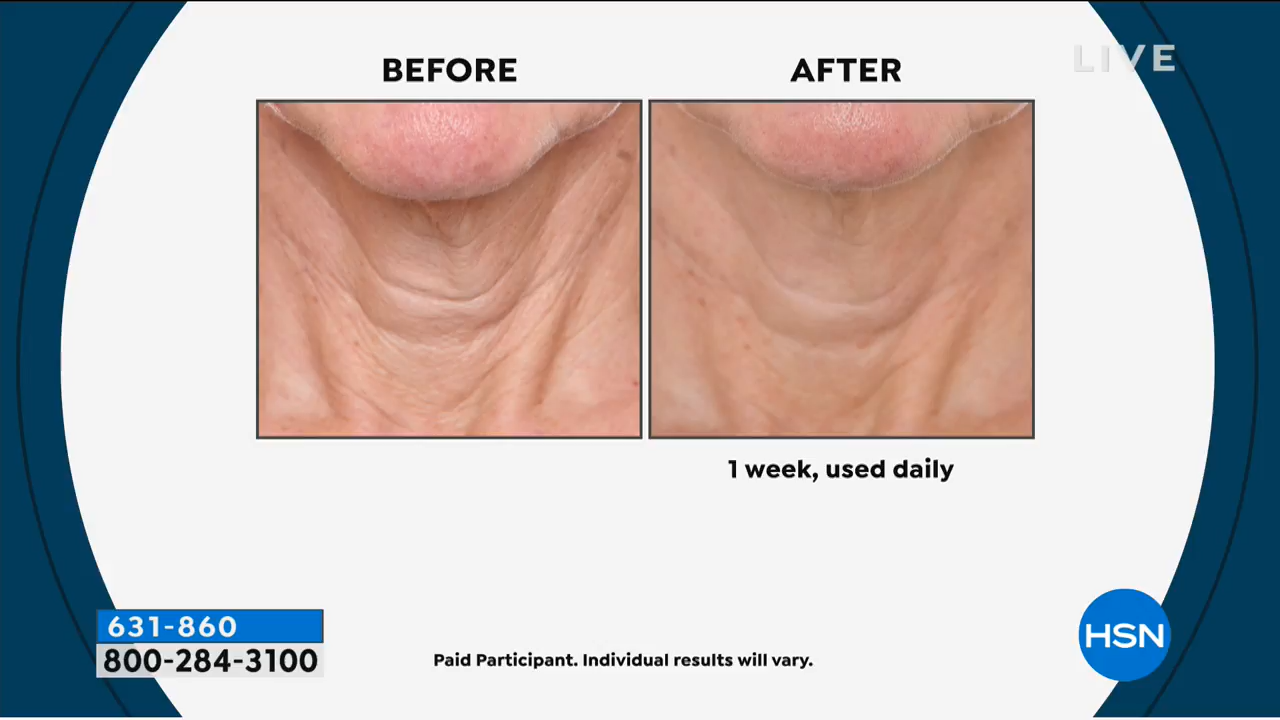 BEFORE
AFTER
LIVE
1 week, used daily
631-860
800-284-3100
Paid Participant. Individual results will vary.
HSN